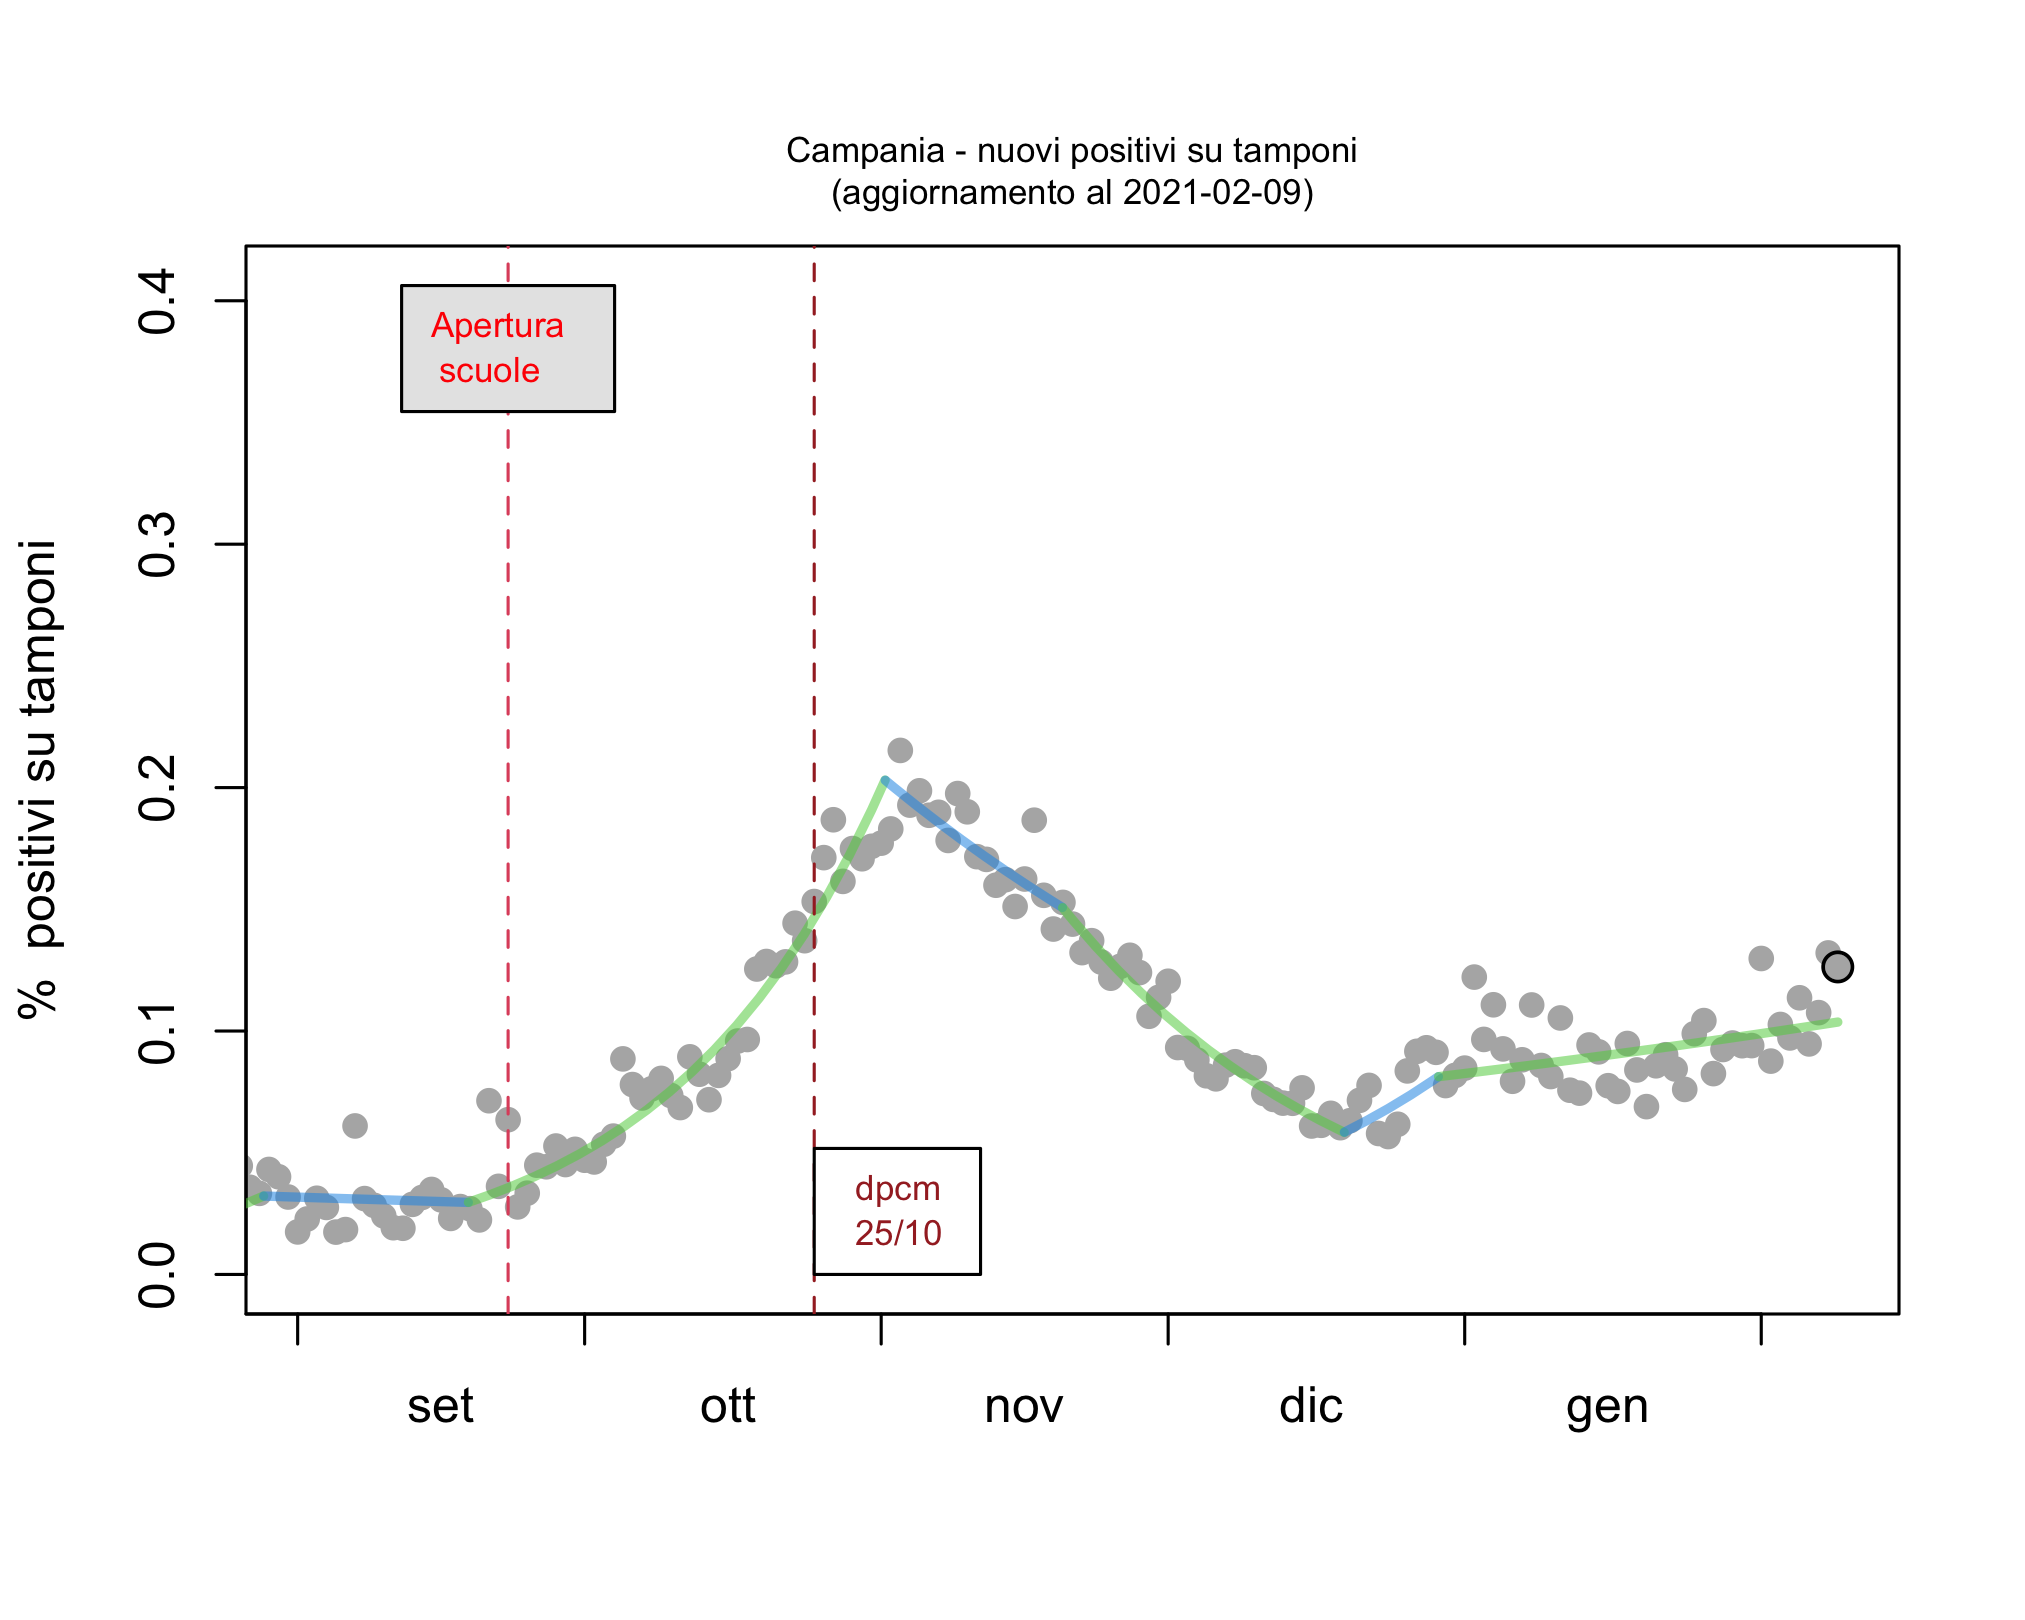 Campania - nuovi positivi su tamponi
(aggiornamento al 2021-02-09)
% positivi su tamponi
0.4
0.3
0.2
0.1
0.0
Apertura
scuole
dpcm
25/10
set
ott
nov
dic
gen